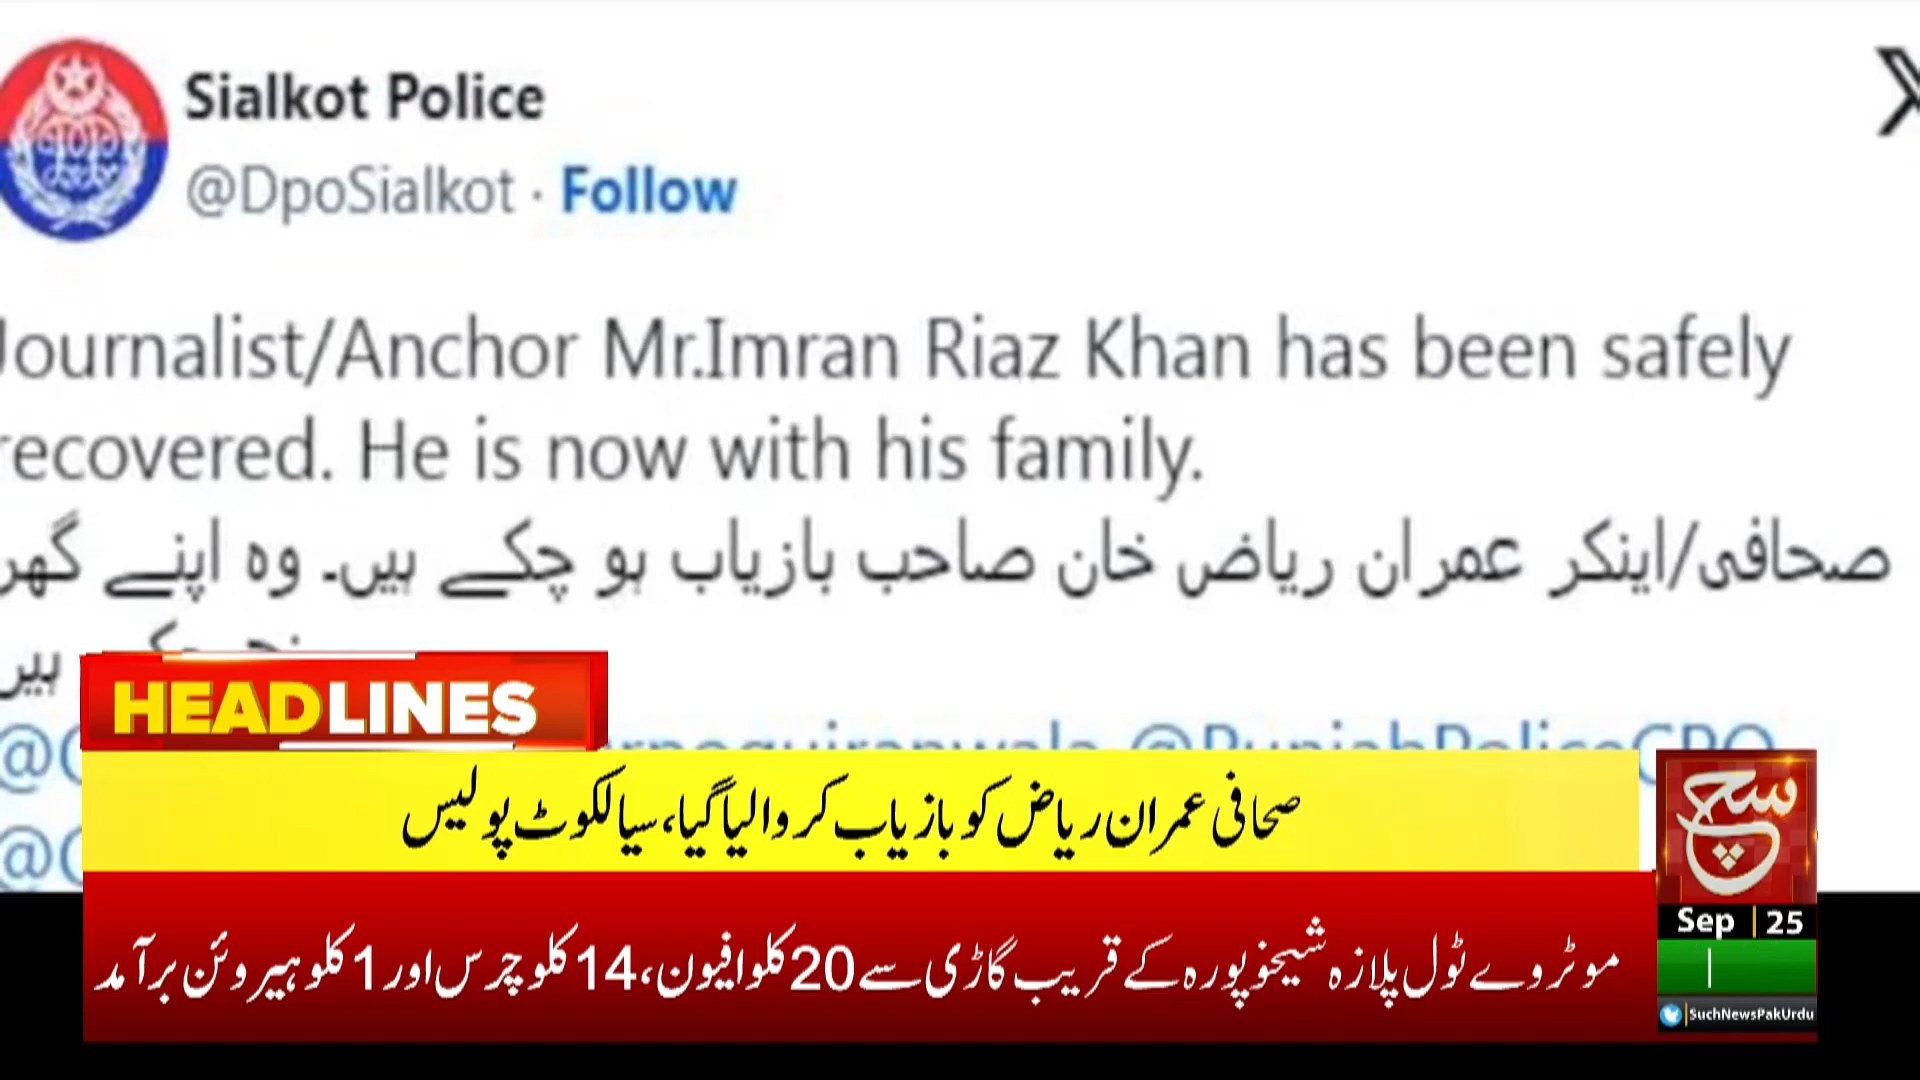 Sialkot Police
@DpoSialkot · Follow
Journalist/Anchor Mr.Imran Riaz Khan has been safely
recovered. He is now with his family.
صحافی/اینکر عمران ریاض خان صاحب بازیاب ہو چکے ہیں۔ وہ اپنے گھر
ہیں
@PunjabPoliceCPO
HEADLINES
صحافی عمران ریاض کو بازیاب کروالیا گیا، سیالکوٹ پولیس
سچ
Sep | 25
موٹروے ٹول پلازہ شیخوپورہ کے قریب گاڑی سے 20 کلو افیون، 14 کلو چرس اور 1 کلو ہیروئن برآمد
SuchNewsPakUrdu